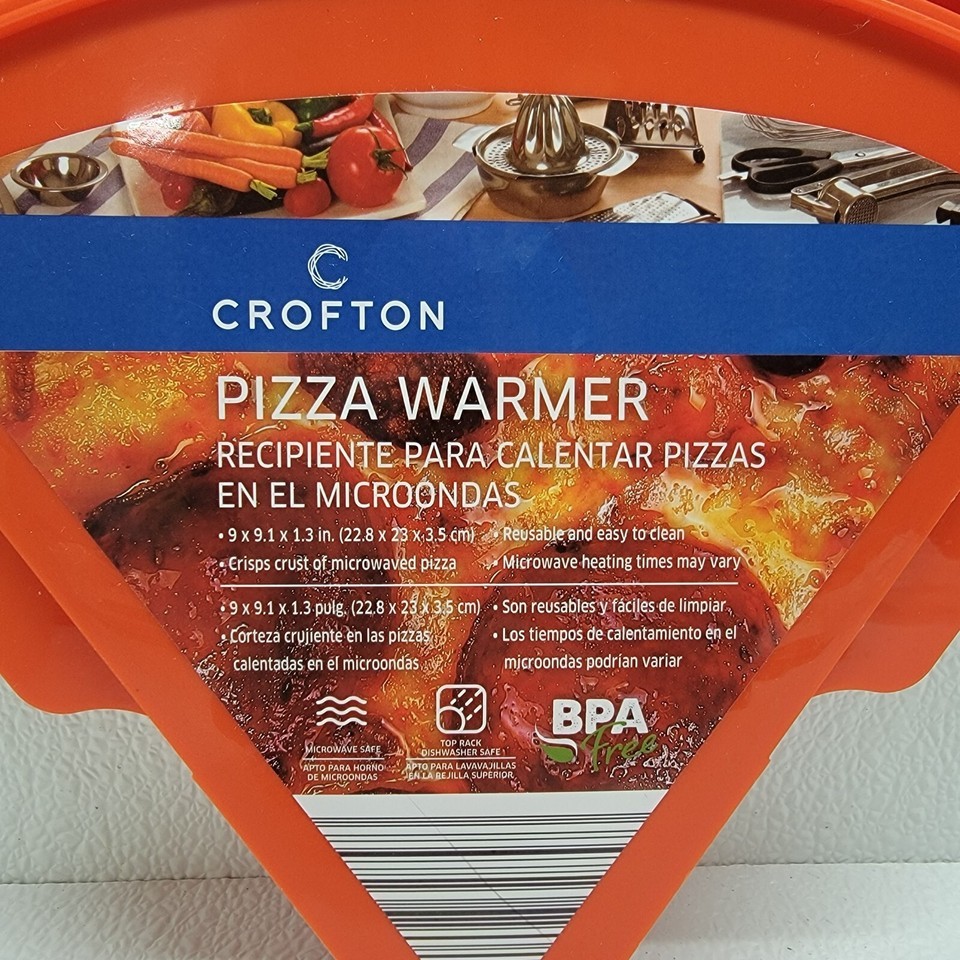 CROFTON
PIZZA WARMER
RECIPIENTE PARA CALENTAR PIZZAS
EN EL MICROONDAS
• 9 x 9.1 x 1.3 in. (22.8 x 23 x 3.5 cm)
• Crisps crust of microwaved pizza
• Reusable and easy to clean
• Microwave heating times may vary
• 9 x 9.1 x 1.3 pulg. (22.8 x 23 x 3.5 cm)
• Corteza crujiente en las pizzas
calentadas en el microondas
• Son reusables y fáciles de limpiar
• Los tiempos de calentamiento en el
microondas podrían variar
MICROWAVE SAFE
APTO PARA HORNO
DE MICROONDAS
TOP RACK
DISHWASHER SAFE
APTO PARA LAVAVAJILLAS
EN LA REJILLA SUPERIOR
BPA
Free